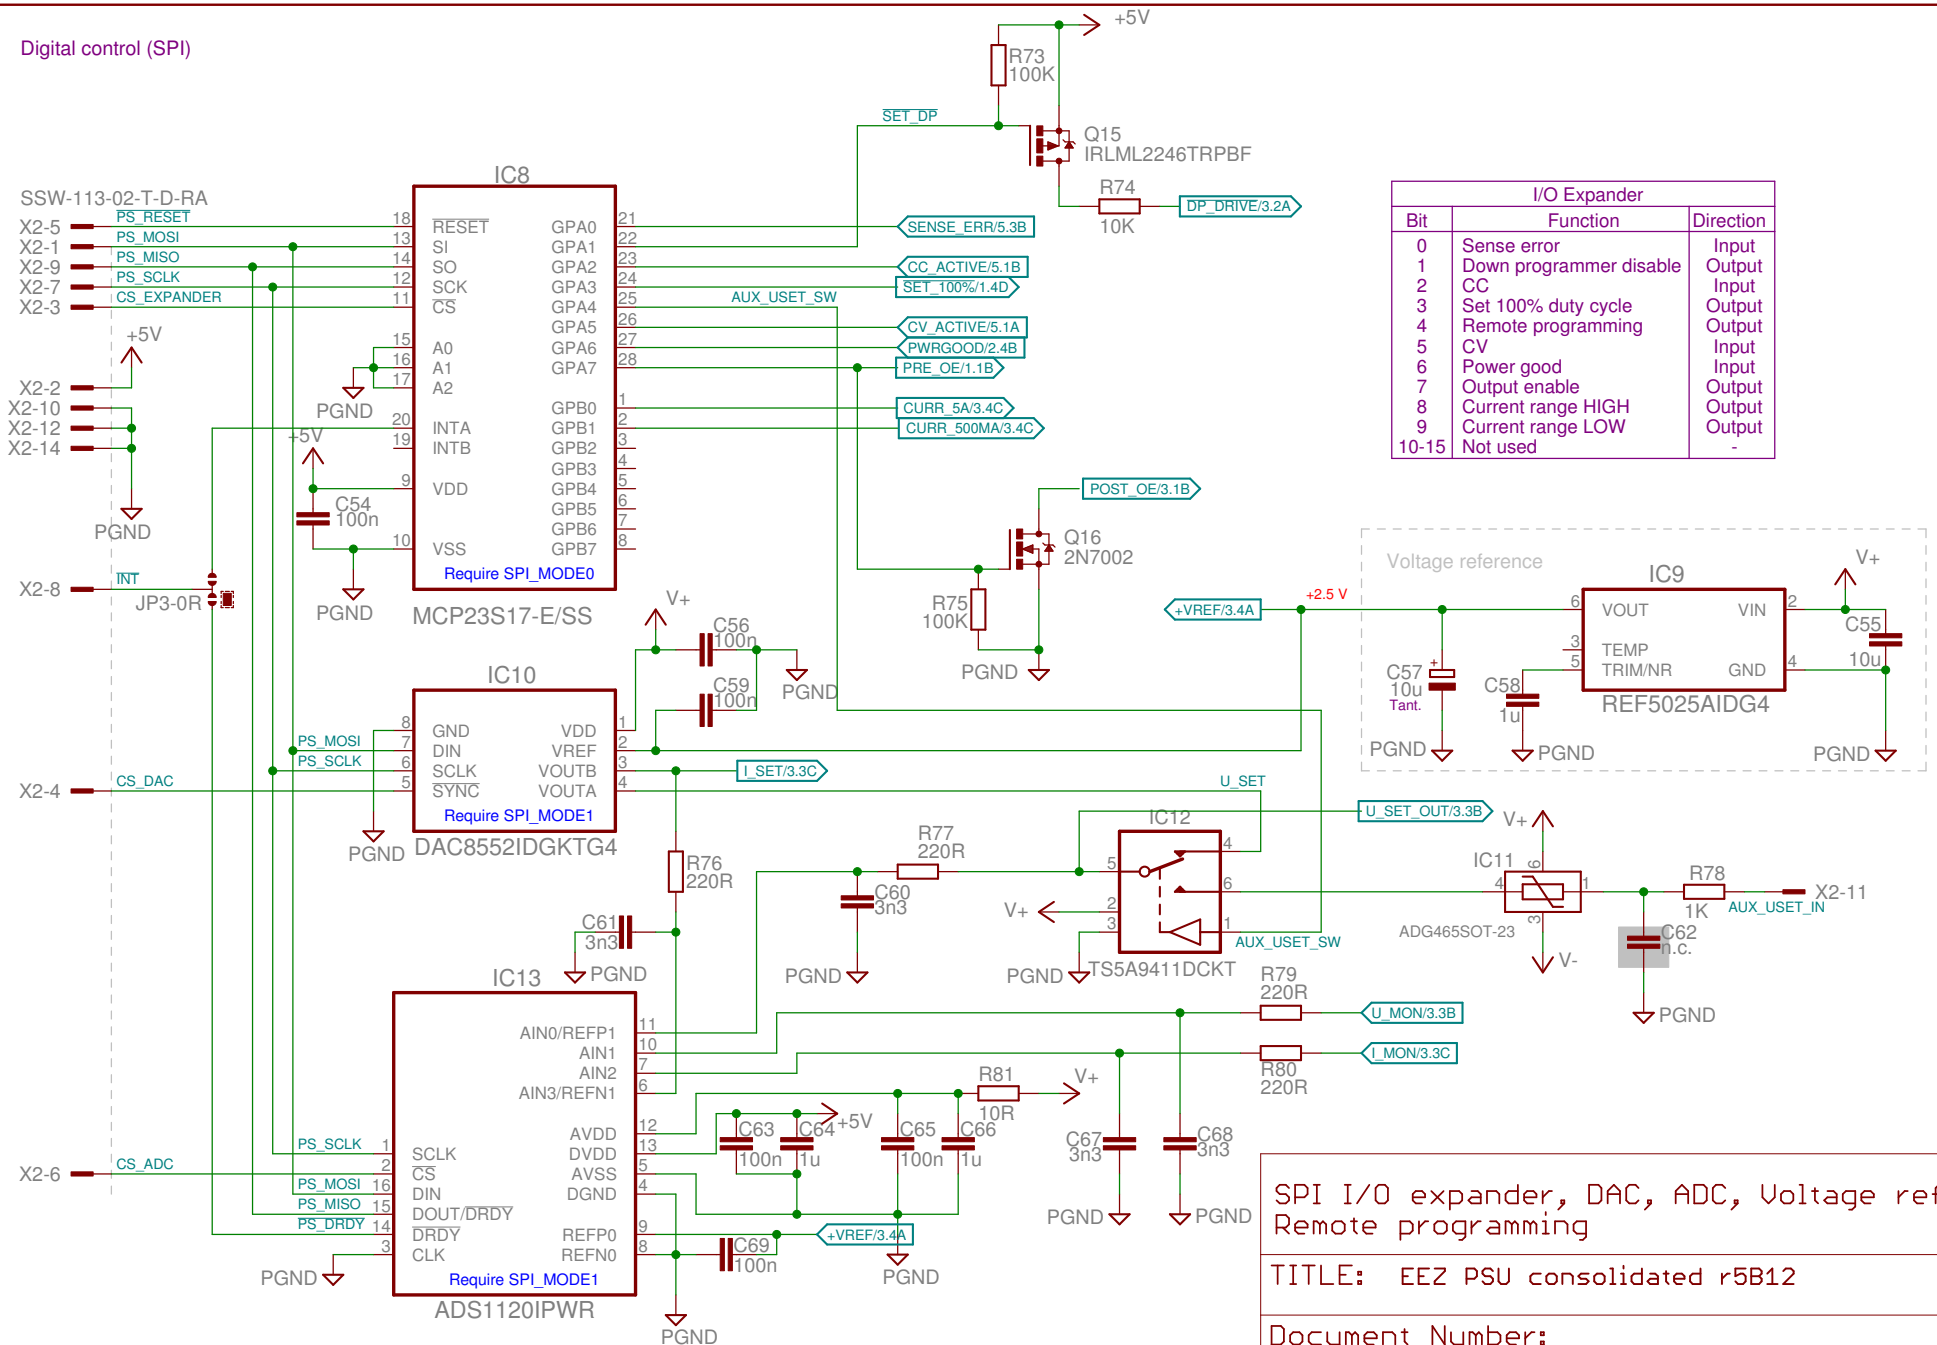 Digital control (SPI)
+5V
R73
100K
SET_DP
Q15
IRLML2246TRPBF
R74
10K
DP_DRIVE/3.2A
SSW-113-02-T-D-RA
X2-5 PS_RESET
X2-1 PS_MOSI
X2-9 PS_MISO
X2-7 PS_SCLK
X2-3 CS_EXPANDER
+5V
X2-2
X2-10
X2-12
X2-14
PGND
X2-8 INT
JP3-0R
IC8
18 RESET GPA0 21 SENSE_ERR/5.3B
13 SI GPA1 22
14 SO GPA2 23 CC_ACTIVE/5.1B
12 SCK GPA3 24 SET_100%/1.4D
11 CS GPA4 25 AUX_USET_SW
GPA5 26 CV_ACTIVE/5.1A
15 A0 GPA6 27 PWRGOOD/2.4B
16 A1 GPA7 28 PRE_OE/1.1B
17 A2
PGND
20 INTA GPB0 1 CURR_5A/3.4C
19 INTB GPB1 2 CURR_500MA/3.4C
GPB2 3
GPB3 4
9 VDD GPB4 5
GPB5 6
GPB6 7
10 VSS GPB7 8
Require SPI_MODE0
MCP23S17-E/SS
+5V
C54
100n
PGND
I/O Expander
Bit Function Direction
0 Sense error Input
1 Down programmer disable Output
2 CC Input
3 Set 100% duty cycle Output
4 Remote programming Output
5 CV Input
6 Power good Input
7 Output enable Output
8 Current range HIGH Output
9 Current range LOW Output
10-15 Not used -
POST_OE/3.1B
Q16
2N7002
R75
100K
PGND
Voltage reference
+VREF/3.4A
+2.5 V
IC9
6 VOUT VIN 2
3 TEMP
5 TRIM/NR GND 4
REF5025AIDG4
V+
C55
10u
C57
10u
Tant.
C58
1u
PGND
PGND
PGND
V+
C56
100n
C59
100n
PGND
IC10
8 GND VDD 1
PS_MOSI 7 DIN VREF 2
PS_SCLK 6 SCLK VOUTB 3 I_SET/3.3C
X2-4 CS_DAC 5 SYNC VOUTA 4 U_SET
Require SPI_MODE1
DAC8552IDGKTG4
PGND
R76
220R
C61
3n3
PGND
R77
220R
C60
3n3
PGND
IC12
5
4
6
V+ 2
3
1
PGND
TS5A9411DCKT
AUX_USET_SW
U_SET_OUT/3.3B
V+
IC11
6
4
1
3
ADG465SOT-23
V-
R78
1K
X2-11
AUX_USET_IN
C62
n.c.
PGND
R79
220R
U_MON/3.3B
I_MON/3.3C
R80
220R
C67
3n3
C68
3n3
PGND
PGND
IC13
AIN0/REFP1 11
AIN1 10
AIN2 7
AIN3/REFN1 6
AVDD 12
PS_SCLK 1 SCLK DVDD 13
X2-6 CS_ADC 2 CS AVSS 5
PS_MOSI 16 DIN DGND 4
PS_MISO 15 DOUT/DRDY
PS_DRDY 14 DRDY REFP0 9
3 CLK REFN0 8
PGND
Require SPI_MODE1
ADS1120IPWR
C63
100n
C64
1u
+5V
C65
100n
C66
1u
R81
10R
V+
+VREF/3.4A
C69
100n
PGND
PGND
SPI I/O expander, DAC, ADC, Voltage ref
Remote programming
TITLE: EEZ PSU consolidated r5B12
Document Number: